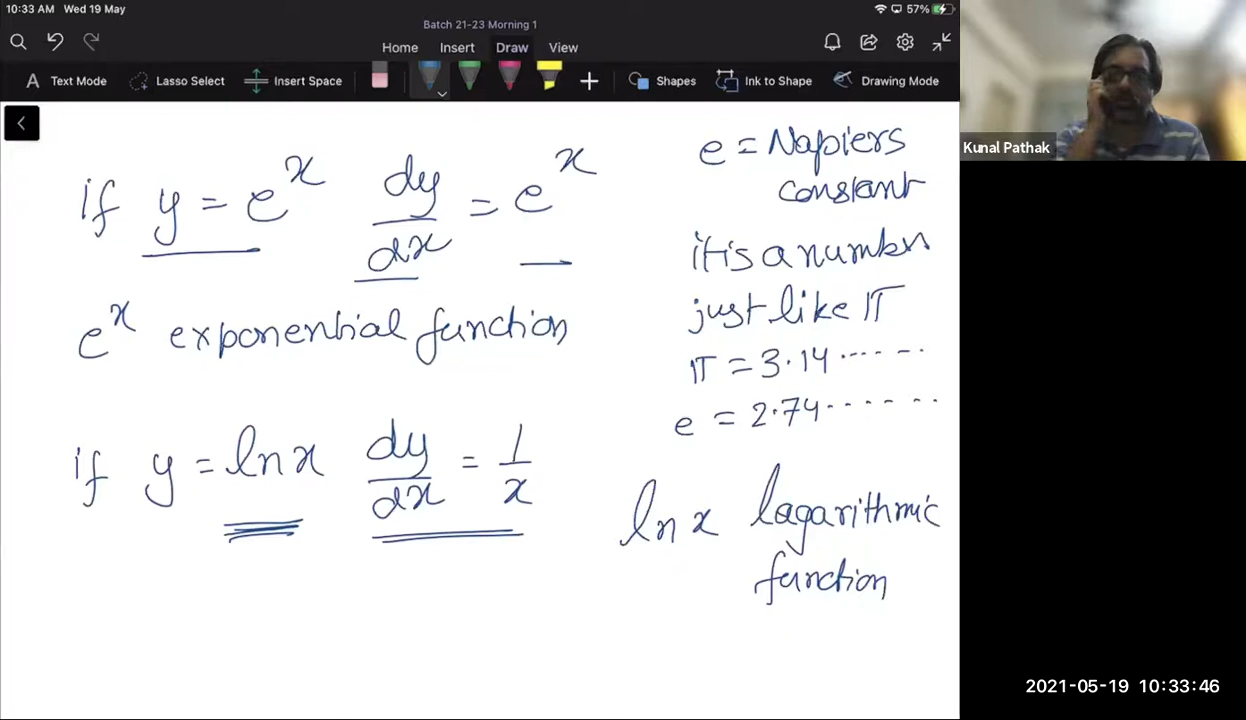 10:33 AM Wed 19 May
57%
Batch 21-23 Morning 1
Home Insert Draw View
Text Mode Lasso Select Insert Space Shapes Ink to Shape Drawing Mode
Kunal Pathak
if y = e^x dy/dx = e^x
e^x exponential function
if y = ln x dy/dx = 1/x
e = Napiers
constant
it is a number
just like π
π = 3.14.......
e = 2.74.......
ln x lagarithmic
function
2021-05-19 10:33:46